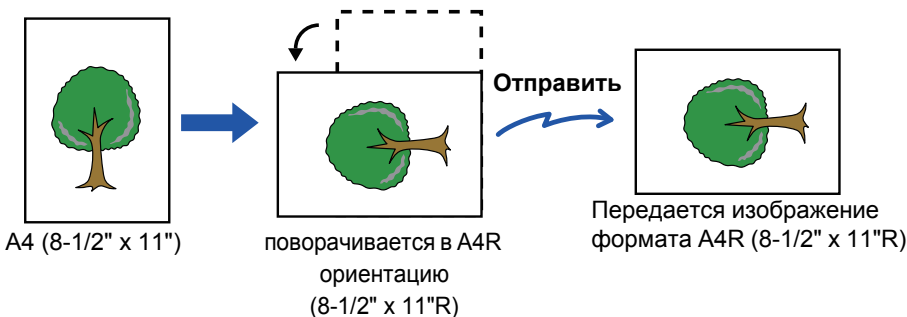 A4 (8-1/2" x 11")
поворачивается в A4R
ориентацию
(8-1/2" x 11"R)
Отправить
Передается изображение
формата A4R (8-1/2" x 11"R)